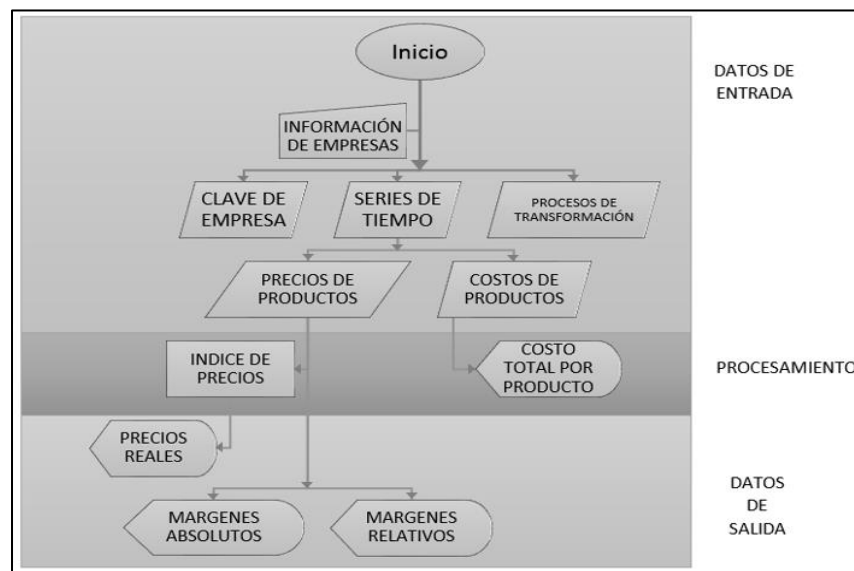 Inicio
DATOS DE
ENTRADA
INFORMACIÓN
DE EMPRESAS
CLAVE DE
EMPRESA
SERIES DE
TIEMPO
PROCESOS DE
TRANSFORMACIÓN
PRECIOS DE
PRODUCTOS
COSTOS DE
PRODUCTOS
INDICE DE
PRECIOS
COSTO
TOTAL POR
PRODUCTO
PROCESAMIENTO
PRECIOS
REALES
MARGENES
ABSOLUTOS
MARGENES
RELATIVOS
DATOS
DE
SALIDA